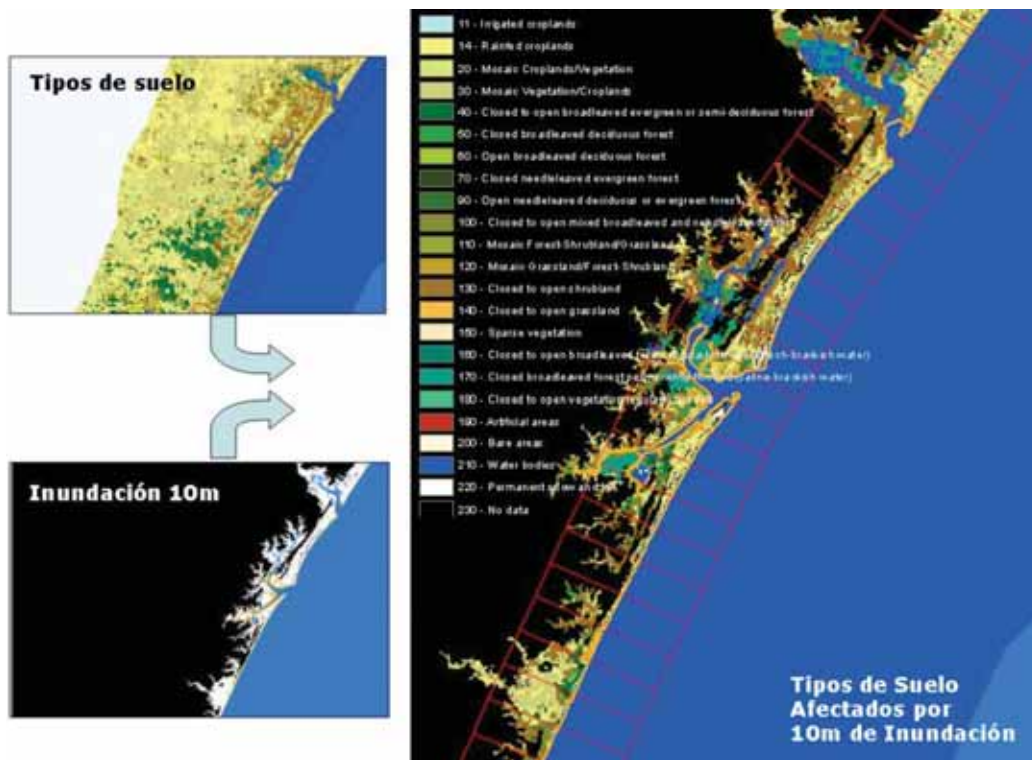 Tipos de suelo
Inundación 10m
11 - Irrigated croplands
14 - Rainfed croplands
20 - Mosaic Croplands/Vegetation
30 - Mosaic Vegetation/Croplands
40 - Closed to open broadleaved evergreen or semi-deciduous forest
50 - Closed broadleaved deciduous forest
60 - Open broadleaved deciduous forest
70 - Closed needleleaved evergreen forest
90 - Open needleleaved deciduous or evergreen forest
100 - Closed to open mixed broadleaved and
110 - Mosaic Forest-Shrubland/Grassland
120 - Mosaic Grassland/Forest-Shrubland
130 - Closed to open shrubland
140 - Closed to open grassland
150 - Sparse vegetation
160 - Closed to open broadleaved water)
170 - Closed broadleaved forest water)
180 - Closed to open vegetation
190 - Artificial areas
200 - Bare areas
210 - Water bodies
220 - Permanent snow and
230 - No data
Tipos de Suelo
Afectados por
10m de Inundación